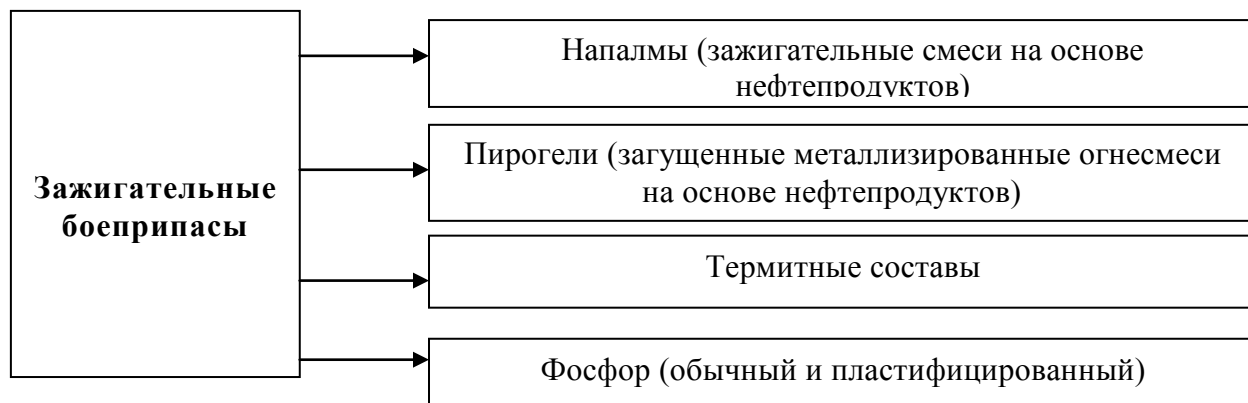 Зажигательные
боеприпасы
Напалмы (зажигательные смеси на основе
нефтепродуктов)
Пирогели (загущенные металлизированные огнесмеси
на основе нефтепродуктов)
Термитные составы
Фосфор (обычный и пластифицированный)